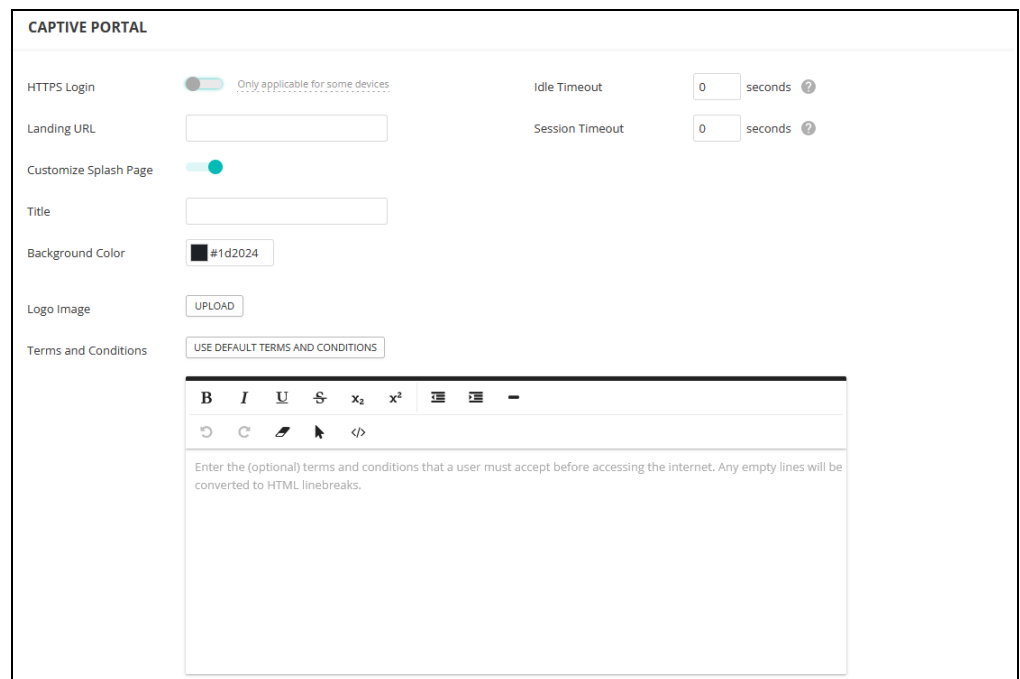 CAPTIVE PORTAL
HTTPS Login
Only applicable for some devices
Idle Timeout
0
seconds
?
Landing URL
Session Timeout
0
seconds
?
Customize Splash Page
Title
Background Color
#1d2024
Logo Image
UPLOAD
Terms and Conditions
USE DEFAULT TERMS AND CONDITIONS
B I U S x₂ x²
</>
Enter the (optional) terms and conditions that a user must accept before accessing the internet. Any empty lines will be
converted to HTML linebreaks.